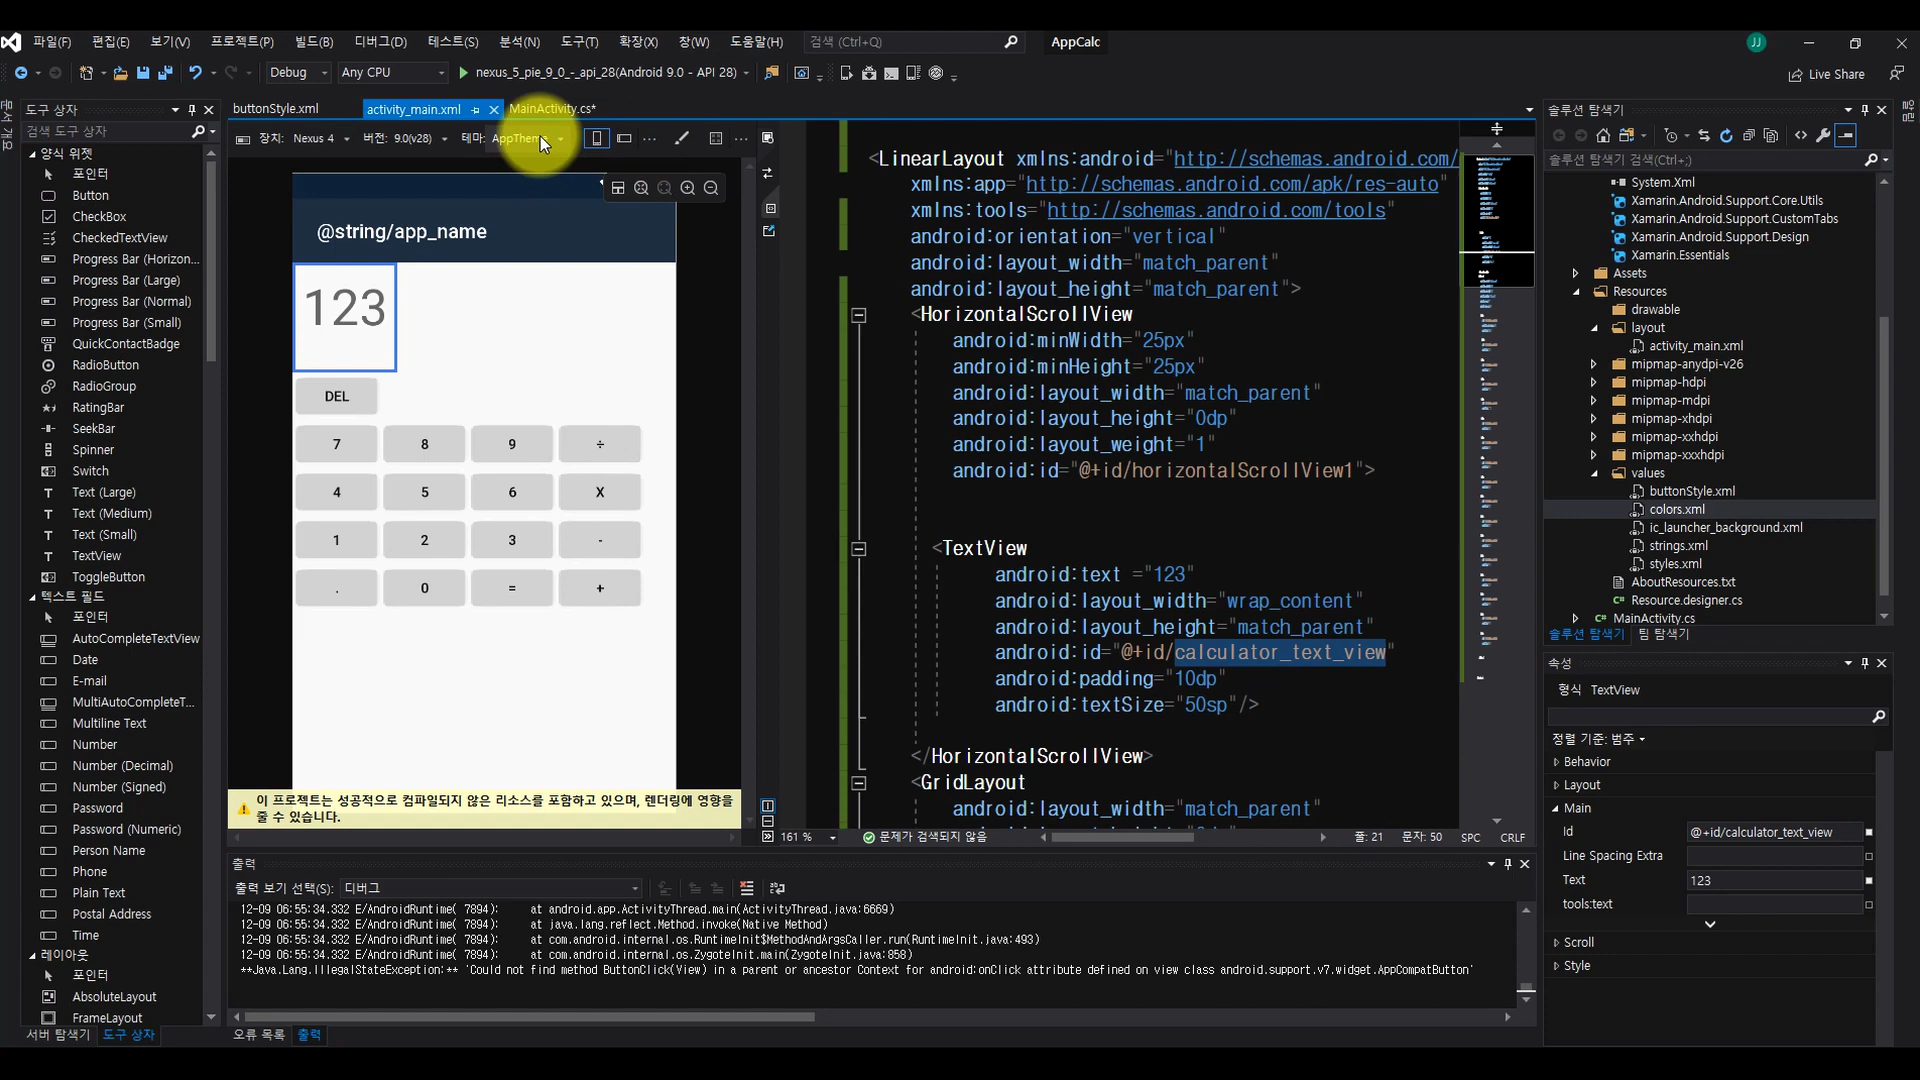 파일(F) 편집(E) 보기(V) 프로젝트(P) 빌드(B) 디버그(D) 테스트(S) 분석(N) 도구(T) 확장(X) 창(W) 도움말(H) 검색 (Ctrl+Q) AppCalc JJ
Debug Any CPU nexus_5_pie_9_0_-_api_28(Android 9.0 - API 28) Live Share
도구 상자
검색 도구 상자
양식 위젯
포인터
Button
CheckBox
CheckedTextView
Progress Bar (Horizon...
Progress Bar (Large)
Progress Bar (Normal)
Progress Bar (Small)
QuickContactBadge
RadioButton
RadioGroup
RatingBar
SeekBar
Spinner
Switch
Text (Large)
Text (Medium)
Text (Small)
TextView
ToggleButton
텍스트 필드
포인터
AutoCompleteTextView
Date
E-mail
MultiAutoCompleteT...
Multiline Text
Number
Number (Decimal)
Number (Signed)
Password
Password (Numeric)
Person Name
Phone
Plain Text
Postal Address
Time
레이아웃
포인터
AbsoluteLayout
FrameLayout
서버 탐색기 도구 상자
buttonStyle.xml activity_main.xml MainActivity.cs*
장치: Nexus 4 버전: 9.0(v28) 테마: AppTheme
@string/app_name
123
DEL
7 8 9 ÷
4 5 6 X
1 2 3 -
. 0 = +
이 프로젝트는 성공적으로 컴파일되지 않은 리소스를 포함하고 있으며, 렌더링에 영향을
줄 수 있습니다.
<LinearLayout xmlns:android="http://schemas.android.com/
xmlns:app="http://schemas.android.com/apk/res-auto"
xmlns:tools="http://schemas.android.com/tools"
android:orientation="vertical"
android:layout_width="match_parent"
android:layout_height="match_parent">
<HorizontalScrollView
android:minWidth="25px"
android:minHeight="25px"
android:layout_width="match_parent"
android:layout_height="0dp"
android:layout_weight="1"
android:id="@+id/horizontalScrollView1">
<TextView
android:text ="123"
android:layout_width="wrap_content"
android:layout_height="match_parent"
android:id="@+id/calculator_text_view"
android:padding="10dp"
android:textSize="50sp"/>
</HorizontalScrollView>
<GridLayout
android:layout_width="match_parent"
161 % 문제가 검색되지 않음 줄: 21 문자: 50 SPC CRLF
출력
출력 보기 선택(S): 디버그
12-09 06:55:34.332 E/AndroidRuntime( 7894): at android.app.ActivityThread.main(ActivityThread.java:6669)
12-09 06:55:34.332 E/AndroidRuntime( 7894): at java.lang.reflect.Method.invoke(Native Method)
12-09 06:55:34.332 E/AndroidRuntime( 7894): at com.android.internal.os.RuntimeInit$MethodAndArgsCaller.run(RuntimeInit.java:493)
12-09 06:55:34.332 E/AndroidRuntime( 7894): at com.android.internal.os.ZygoteInit.main(ZygoteInit.java:858)
**Java.Lang.IllegalStateException:** 'Could not find method ButtonClick(View) in a parent or ancestor Context for android:onClick attribute defined on view class android.support.v7.widget.AppCompatButton'
오류 목록 출력
솔루션 탐색기
솔루션 탐색기 검색(Ctrl+;)
System.Xml
Xamarin.Android.Support.Core.Utils
Xamarin.Android.Support.CustomTabs
Xamarin.Android.Support.Design
Xamarin.Essentials
Assets
Resources
drawable
layout
activity_main.xml
mipmap-anydpi-v26
mipmap-hdpi
mipmap-mdpi
mipmap-xhdpi
mipmap-xxhdpi
mipmap-xxxhdpi
values
buttonStyle.xml
colors.xml
ic_launcher_background.xml
strings.xml
styles.xml
AboutResources.txt
Resource.designer.cs
MainActivity.cs
솔루션 탐색기 팀 탐색기
속성
형식 TextView
정렬 기준: 범주
Behavior
Layout
Main
Id @+id/calculator_text_view
Line Spacing Extra
Text 123
tools:text
Scroll
Style
문서 개요
알림